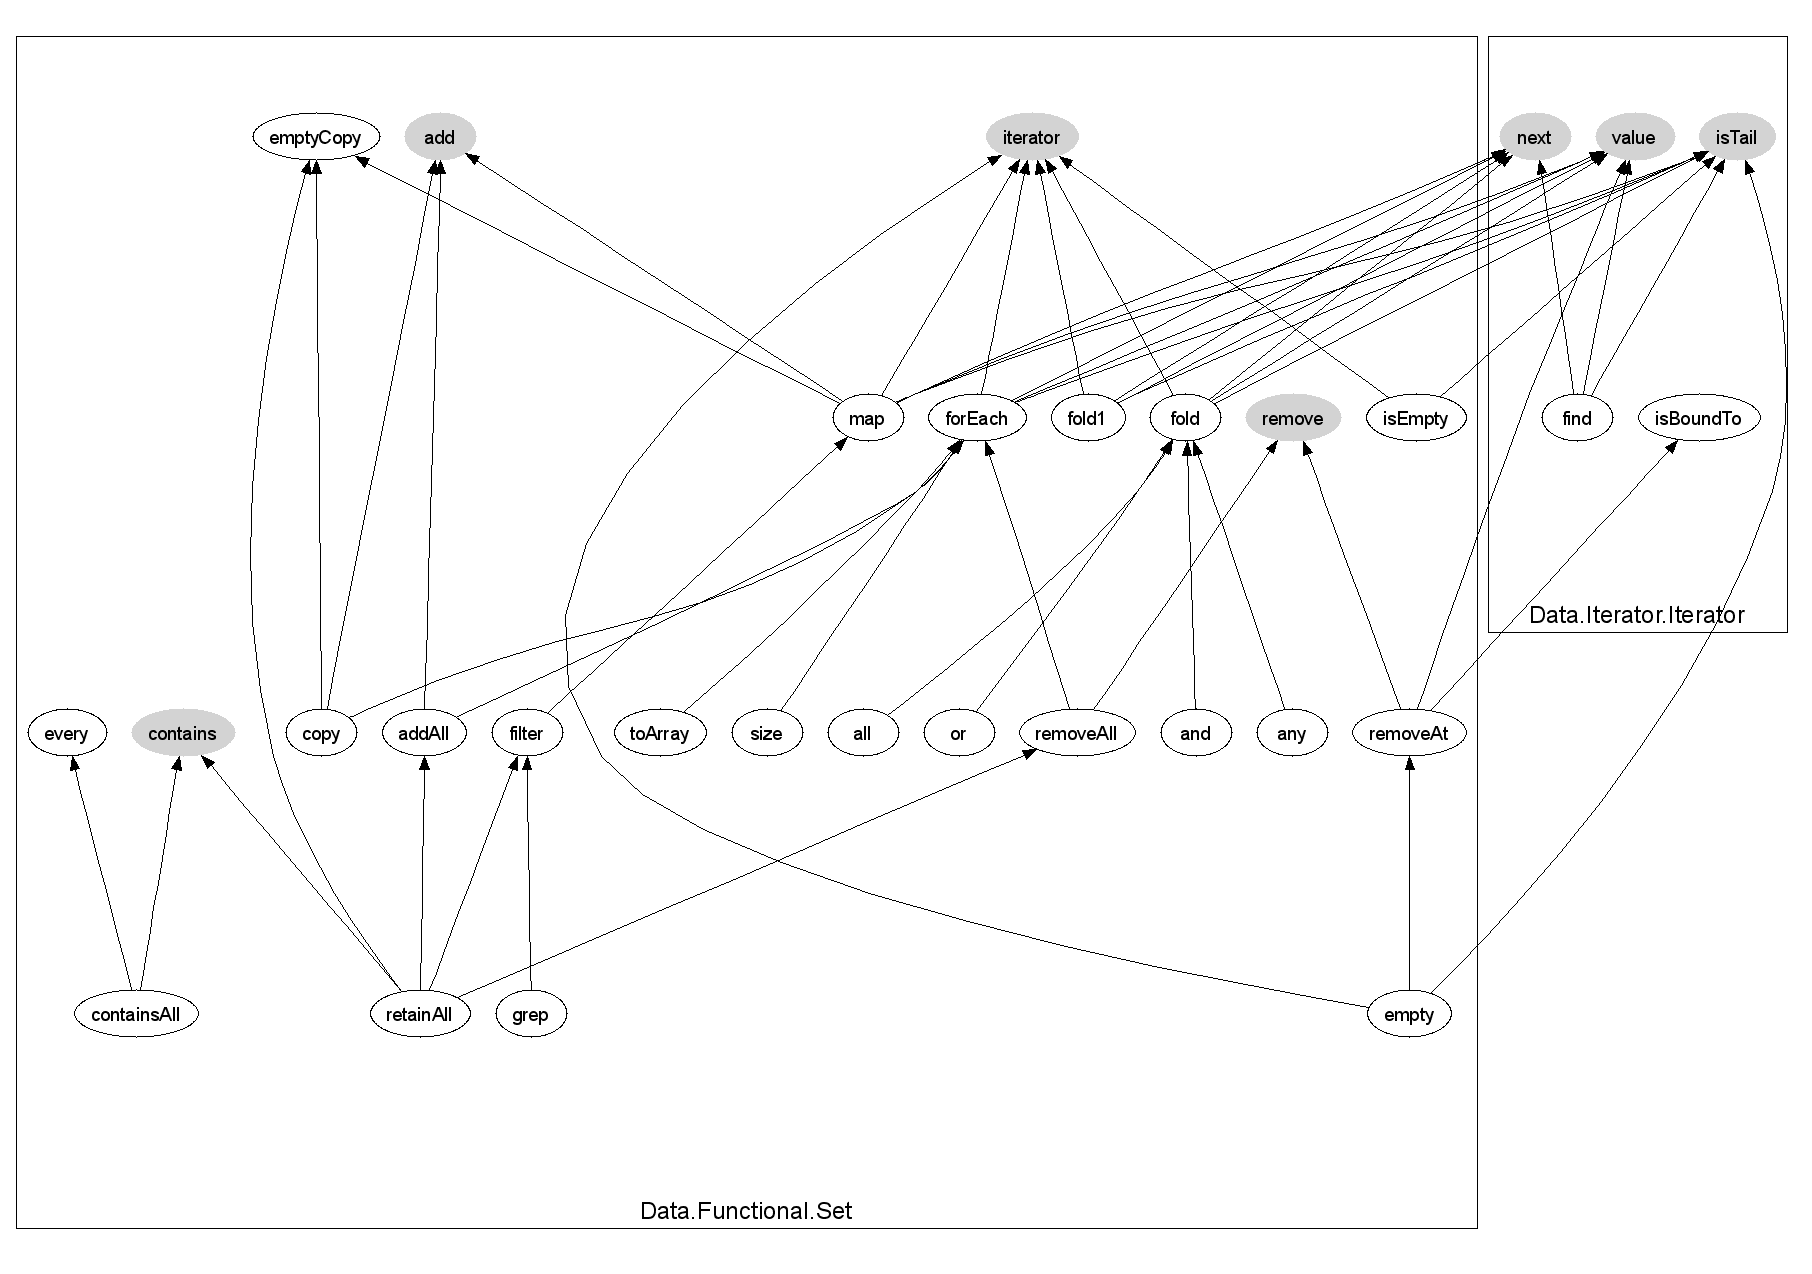 emptyCopy
add
iterator
next
value
isTail
map
forEach
fold1
fold
remove
isEmpty
find
isBoundTo
Data.Iterator.Iterator
every
contains
copy
addAll
filter
toArray
size
all
or
removeAll
and
any
removeAt
containsAll
retainAll
grep
empty
Data.Functional.Set